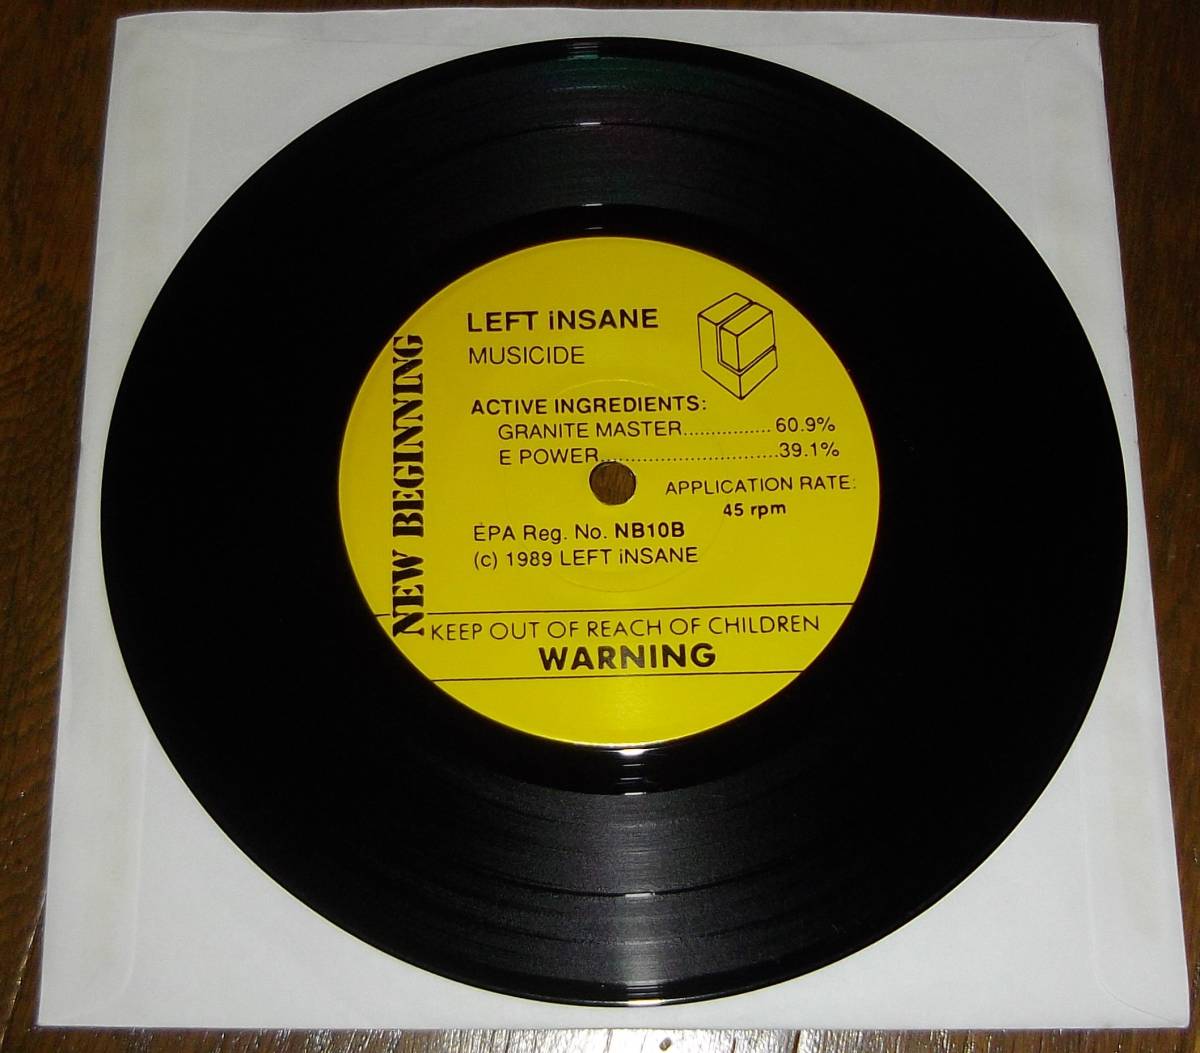 NEW BEGINNING
LEFT iNSANE
MUSICIDE
ACTIVE INGREDIENTS:
GRANITE MASTER................ 60.9%
E POWER................................39.1%
APPLICATION RATE:
45 rpm
EPA Reg. No. NB10B
(c) 1989 LEFT iNSANE
KEEP OUT OF REACH OF CHILDREN
WARNING